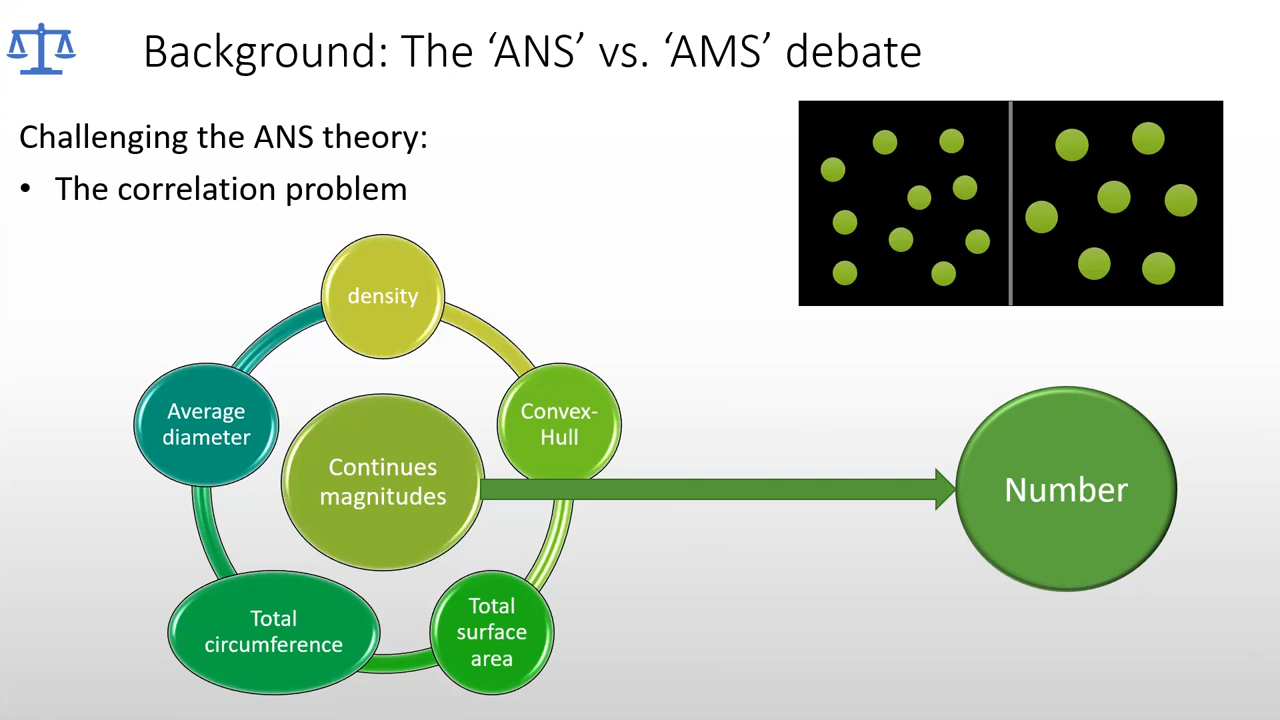 Background: The ‘ANS’ vs. ‘AMS’ debate
Challenging the ANS theory:
• The correlation problem
density
Average
diameter
Convex-
Hull
Continues
magnitudes
Number
Total
circumference
Total
surface
area